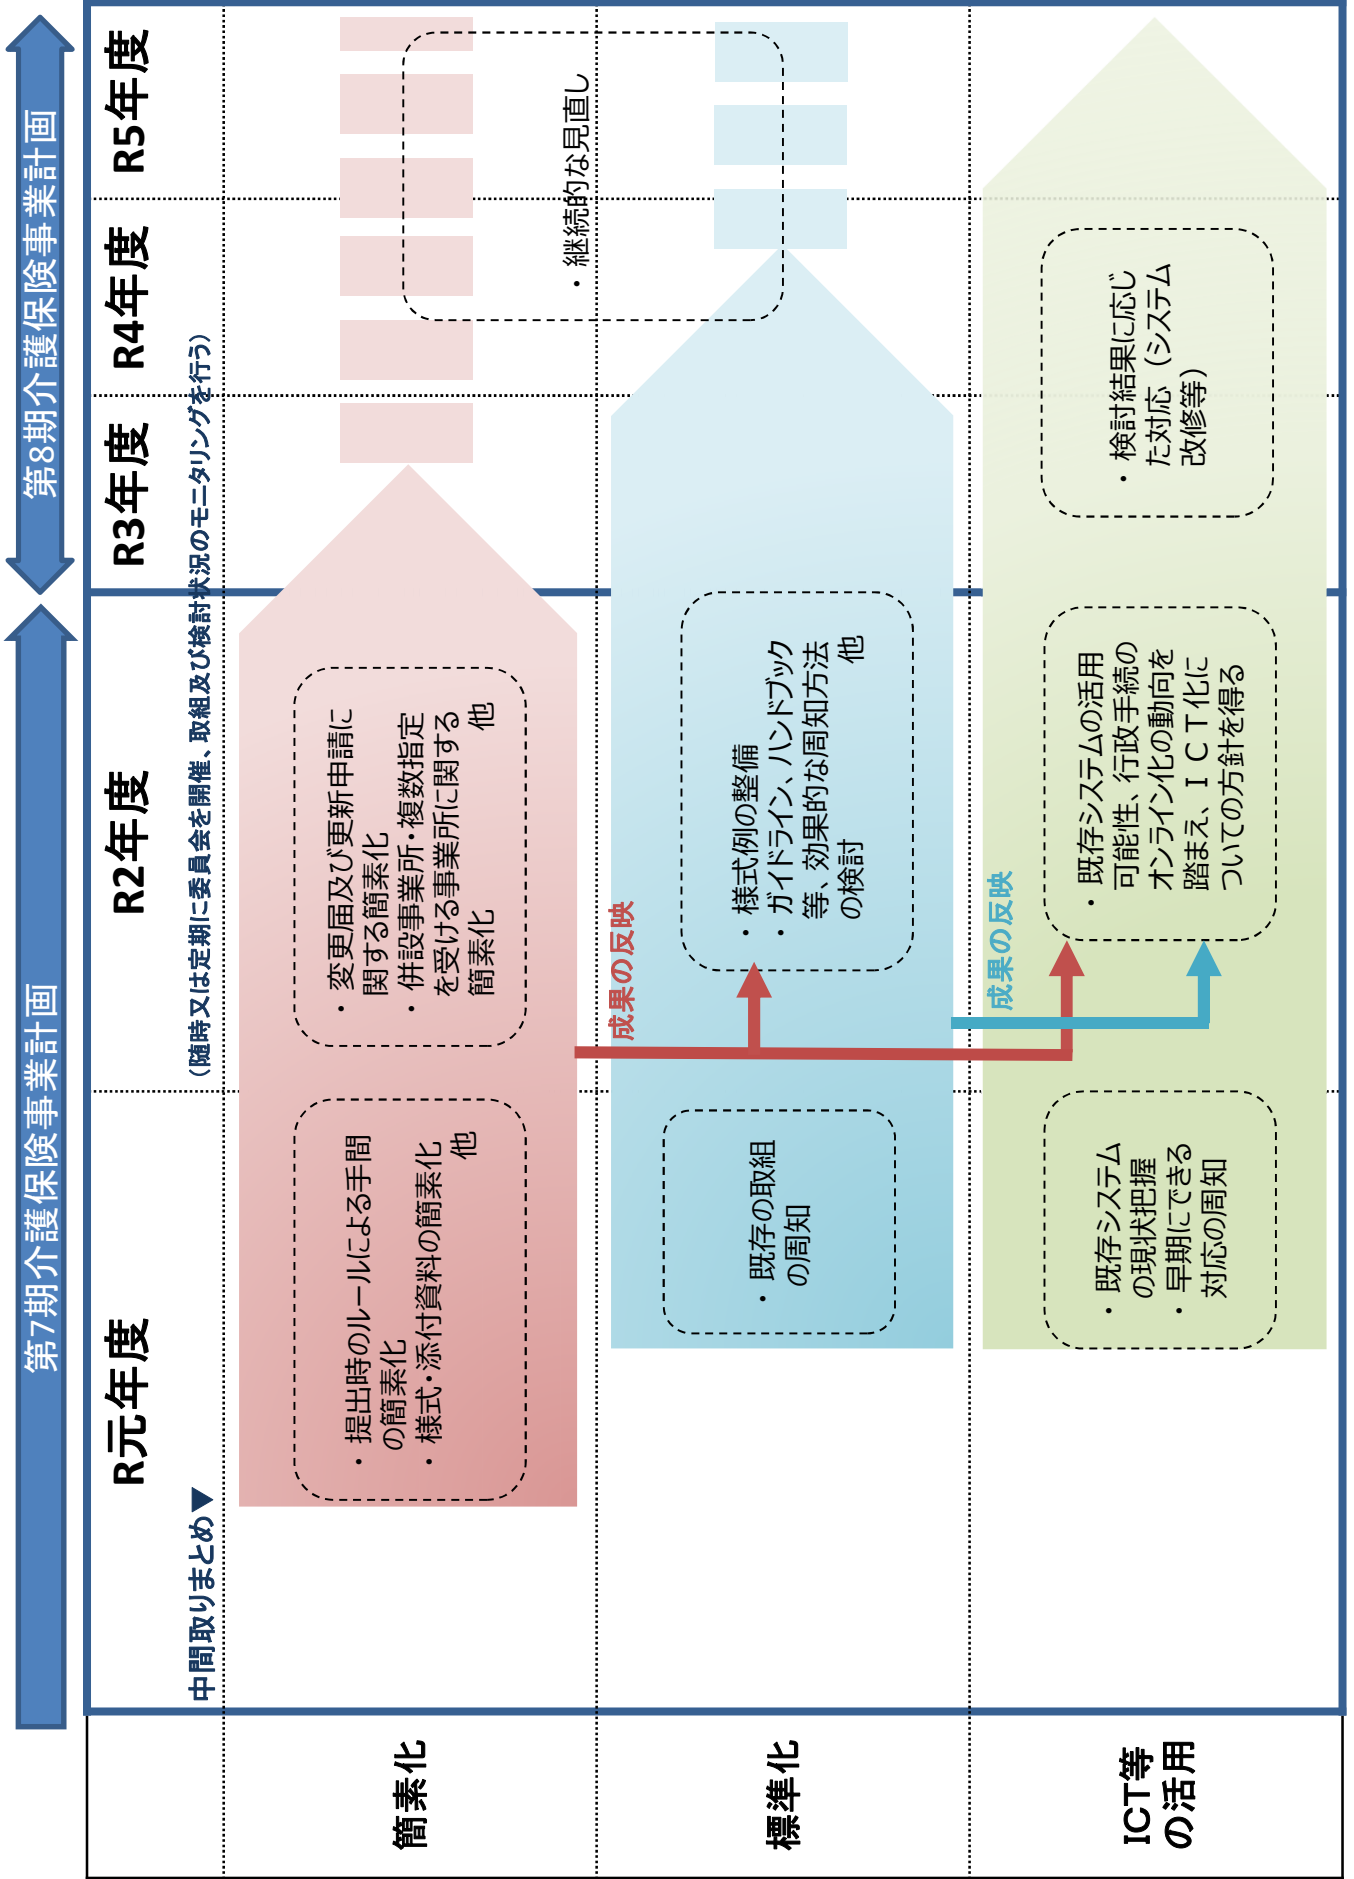 第7期介護保険事業計画
第8期介護保険事業計画
R元年度
R2年度
R3年度
R4年度
R5年度
中間取りまとめ▼
（随時又は定期に委員会を開催、取組及び検討状況のモニタリングを行う）
簡素化
・提出時のルールによる手間
の簡素化
・様式・添付資料の簡素化
他
・変更届及び更新申請に
関する簡素化
・併設事業所・複数指定
を受ける事業所に関する
簡素化 他
・継続的な見直し
成果の反映
標準化
・既存の取組
の周知
・様式例の整備
・ガイドライン、ハンドブック
等、効果的な周知方法
の検討 他
成果の反映
ICT等
の活用
・既存システム
の現状把握
・早期にできる
対応の周知
・既存システムの活用
可能性、行政手続の
オンライン化の動向を
踏まえ、ＩＣＴ化に
ついての方針を得る
・検討結果に応じ
た対応（システム
改修等）